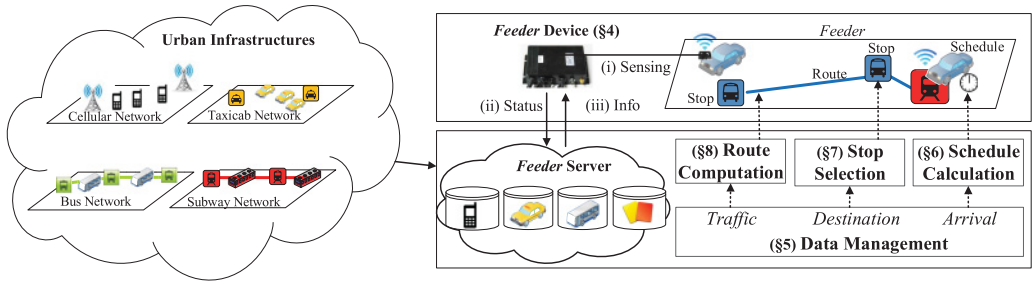 Urban Infrastructures
Cellular Network
Taxicab Network
Bus Network
Subway Network
Feeder Device (§4)
(i) Sensing
(ii) Status
(iii) Info
Feeder
Stop
Route
Stop
Schedule
Feeder Server
(§8) Route
Computation
(§7) Stop
Selection
(§6) Schedule
Calculation
Traffic
Destination
Arrival
(§5) Data Management